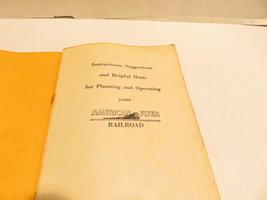 Instructions, Suggestions
and Helpful Hints
for Planning and Operating
your
AMERICAN FLYER
RAILROAD